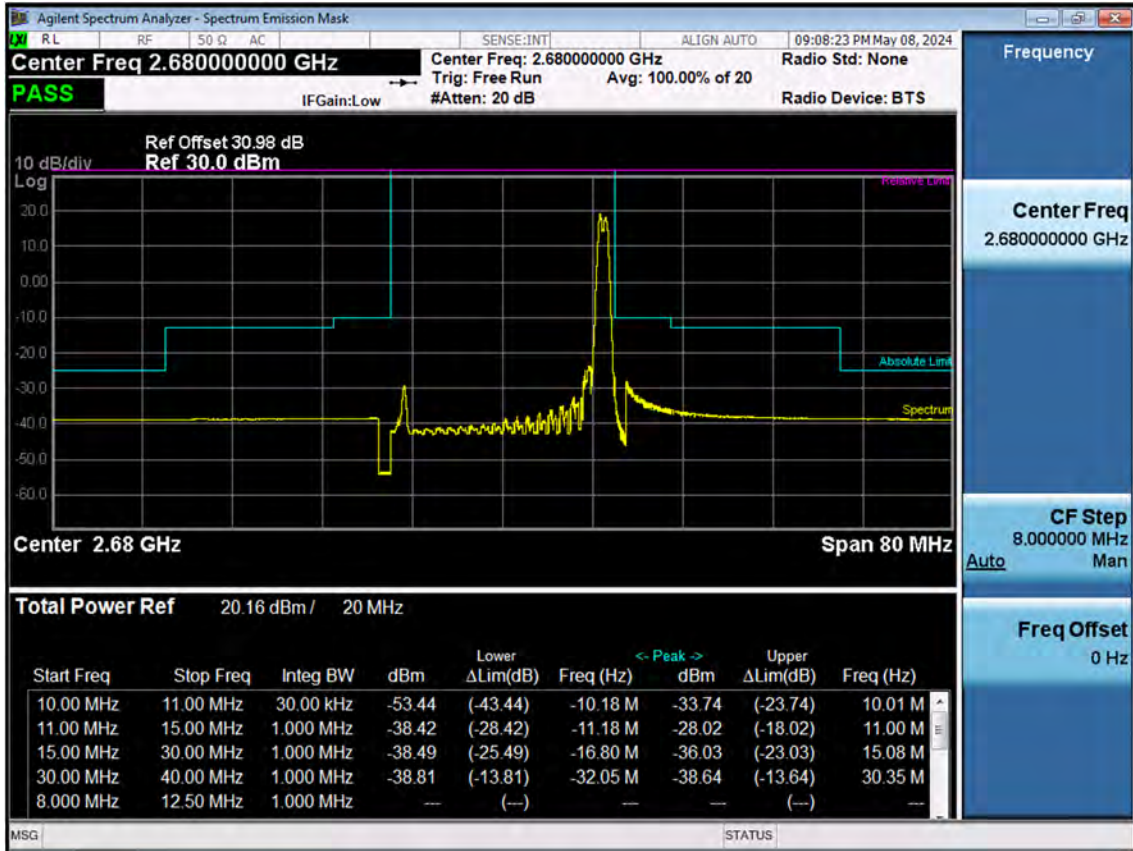 Agilent Spectrum Analyzer - Spectrum Emission Mask
LXI RL RF 50 Ω AC SENSE:INT ALIGN AUTO 09:08:23 PM May 08, 2024
Center Freq 2.680000000 GHz
Center Freq: 2.680000000 GHz
Radio Std: None
Trig: Free Run Avg: 100.00% of 20
PASS
IFGain:Low
#Atten: 20 dB
Radio Device: BTS
Ref Offset 30.98 dB
10 dB/div Ref 30.0 dBm
Log
Relative Limit
20.0
10.0
0.00
-10.0
-20.0
Absolute Limit
-30.0
Spectrum
-40.0
-50.0
-60.0
Center 2.68 GHz Span 80 MHz
Total Power Ref 20.16 dBm / 20 MHz
Lower <- Peak -> Upper
Start Freq Stop Freq Integ BW dBm ΔLim(dB) Freq (Hz) dBm ΔLim(dB) Freq (Hz)
10.00 MHz 11.00 MHz 30.00 kHz -53.44 (-43.44) -10.18 M -33.74 (-23.74) 10.01 M
11.00 MHz 15.00 MHz 1.000 MHz -38.42 (-28.42) -11.18 M -28.02 (-18.02) 11.00 M
15.00 MHz 30.00 MHz 1.000 MHz -38.49 (-25.49) -16.80 M -36.03 (-23.03) 15.08 M
30.00 MHz 40.00 MHz 1.000 MHz -38.81 (-13.81) -32.05 M -38.64 (-13.64) 30.35 M
8.000 MHz 12.50 MHz 1.000 MHz --- (---) --- --- (---) ---
MSG STATUS
Frequency
Center Freq
2.680000000 GHz
CF Step
8.000000 MHz
Auto Man
Freq Offset
0 Hz